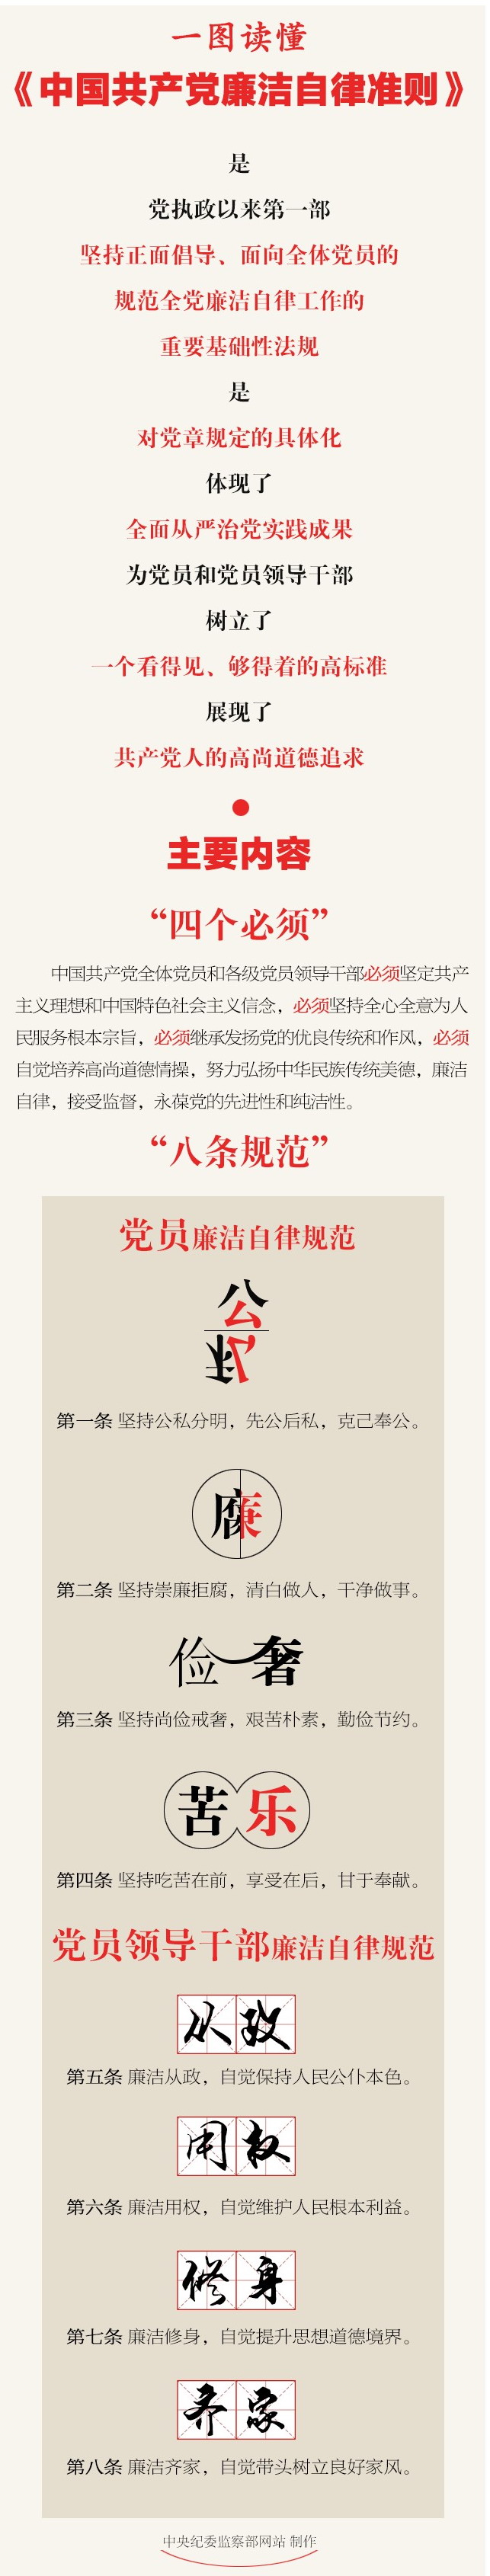 一图读懂
《中国共产党廉洁自律准则》
是
党执政以来第一部
坚持正面倡导、面向全体党员的
规范全党廉洁自律工作的
重要基础性法规
是
对党章规定的具体化
体现了
全面从严治党实践成果
为党员和党员领导干部
树立了
一个看得见、够得着的高标准
展现了
共产党人的高尚道德追求
主要内容
“四个必须”
中国共产党全体党员和各级党员领导干部必须坚定共产
主义理想和中国特色社会主义信念，必须坚持全心全意为人
民服务根本宗旨，必须继承发扬党的优良传统和作风，必须
自觉培养高尚道德情操，努力弘扬中华民族传统美德，廉洁
自律，接受监督，永葆党的先进性和纯洁性。
“八条规范”
党员廉洁自律规范
公
私
第一条 坚持公私分明，先公后私，克己奉公。
腐廉
第二条 坚持崇廉拒腐，清白做人，干净做事。
俭奢
第三条 坚持尚俭戒奢，艰苦朴素，勤俭节约。
苦乐
第四条 坚持吃苦在前，享受在后，甘于奉献。
党员领导干部廉洁自律规范
从政
第五条 廉洁从政，自觉保持人民公仆本色。
用权
第六条 廉洁用权，自觉维护人民根本利益。
修身
第七条 廉洁修身，自觉提升思想道德境界。
齐家
第八条 廉洁齐家，自觉带头树立良好家风。
中央纪委监察部网站 制作